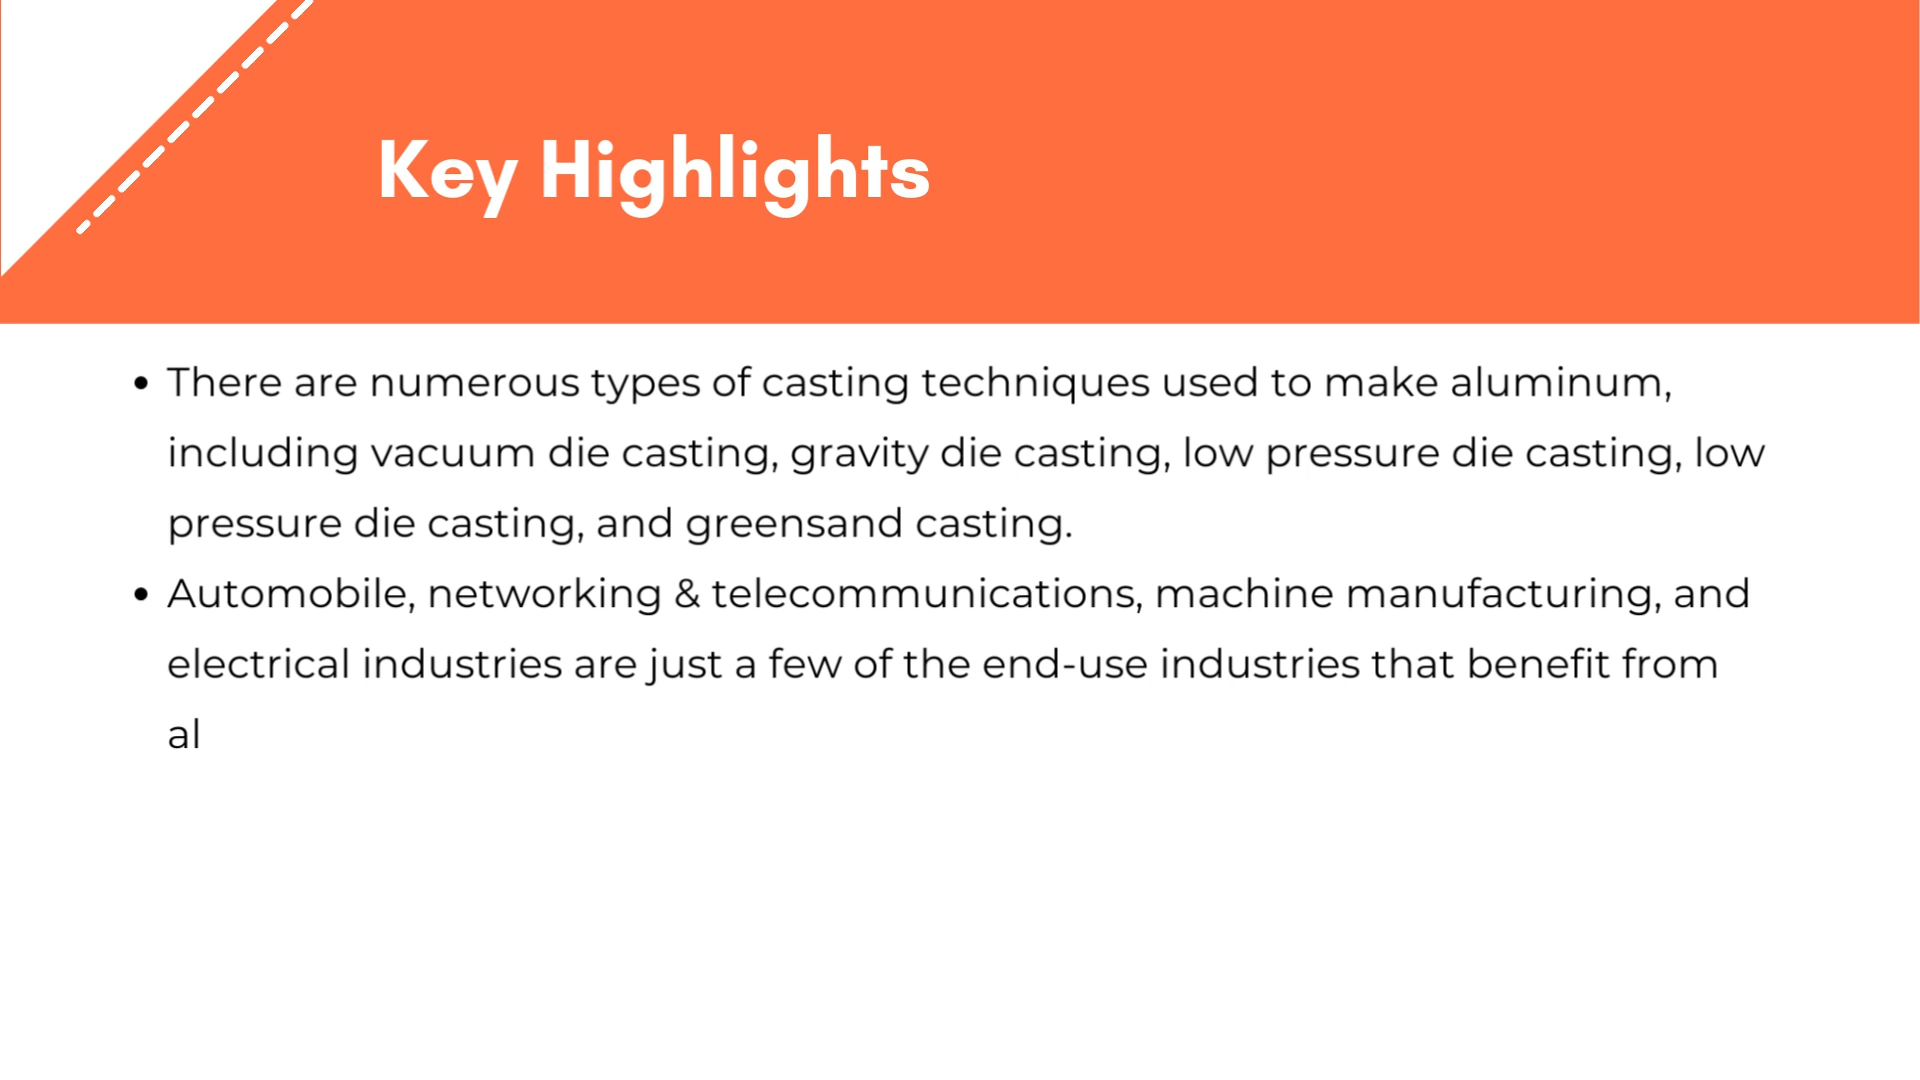 Key Highlights
• There are numerous types of casting techniques used to make aluminum,
including vacuum die casting, gravity die casting, low pressure die casting, low
pressure die casting, and greensand casting.
• Automobile, networking & telecommunications, machine manufacturing, and
electrical industries are just a few of the end-use industries that benefit from
al